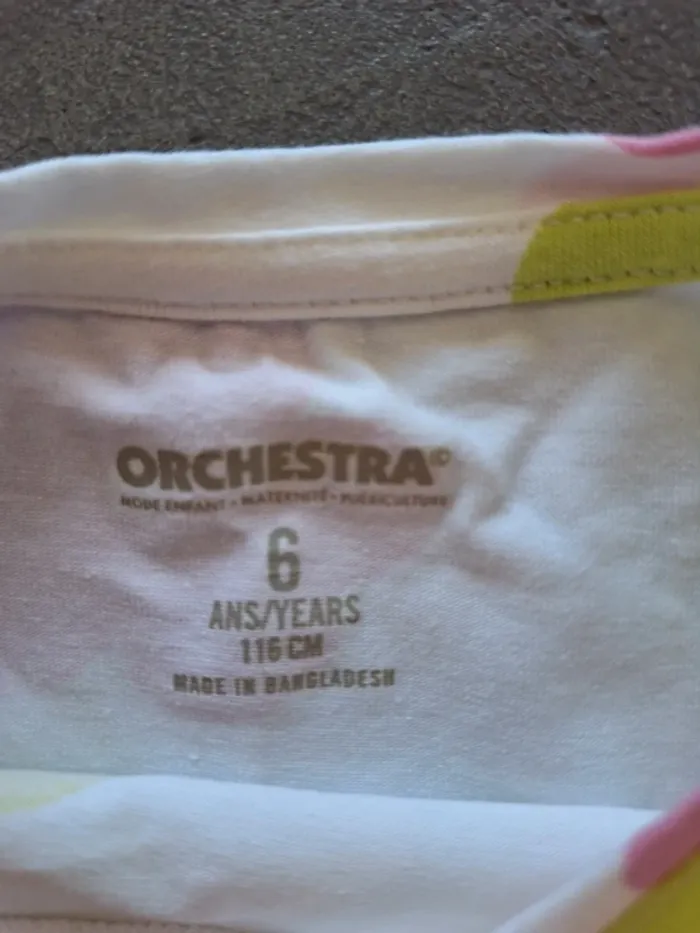 ORCHESTRA©
MODE ENFANT - MATERNITÉ - PUÉRICULTURE
6
ANS/YEARS
116 CM
MADE IN BANGLADESH